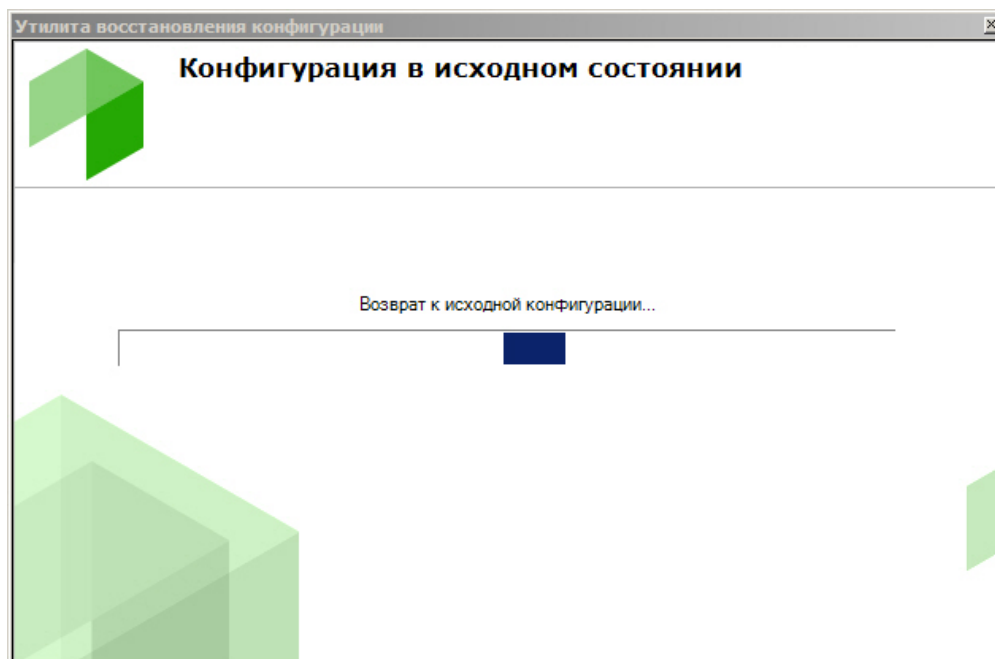 Утилита восстановления конфигурации
Конфигурация в исходном состоянии
Возврат к исходной конфигурации...